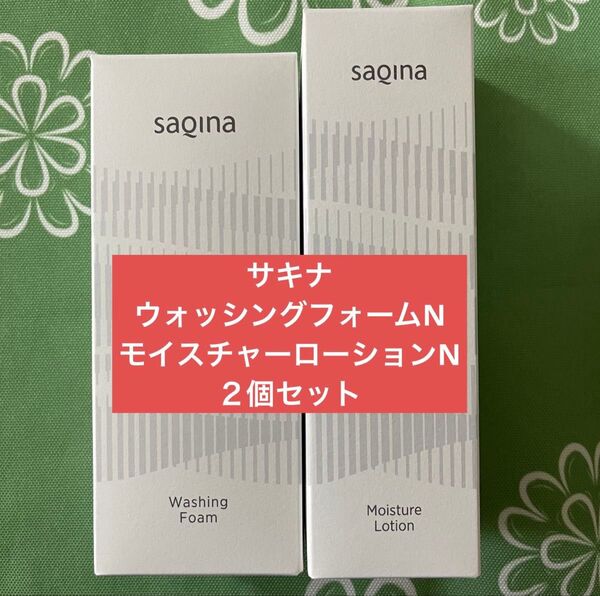 saqina
saqina
サキナ
ウォッシングフォームN
モイスチャーローションN
２個セット
Washing
Foam
Moisture
Lotion